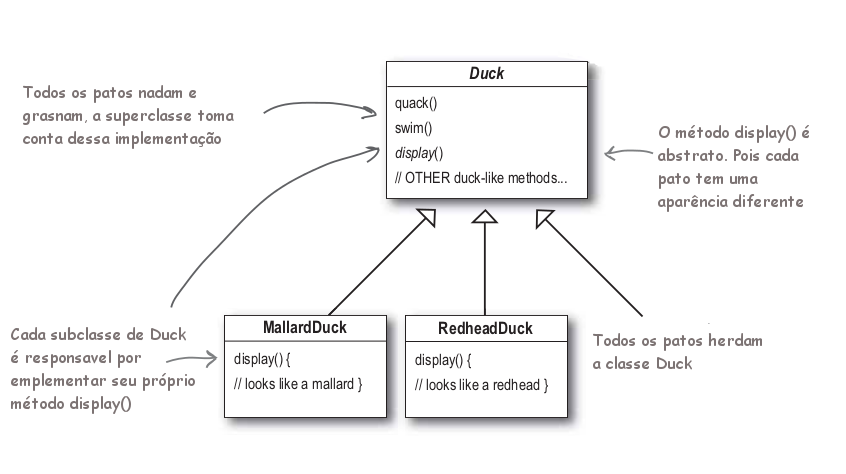 Todos os patos nadam e
grasnam, a superclasse toma
conta dessa implementação
Duck
quack()
swim()
display()
// OTHER duck-like methods...
O método display() é
abstrato. Pois cada
pato tem uma
aparência diferente
Cada subclasse de Duck
é responsavel por
emplementar seu próprio
método display()
MallardDuck
display() {
// looks like a mallard }
RedheadDuck
display() {
// looks like a redhead }
Todos os patos herdam
a classe Duck